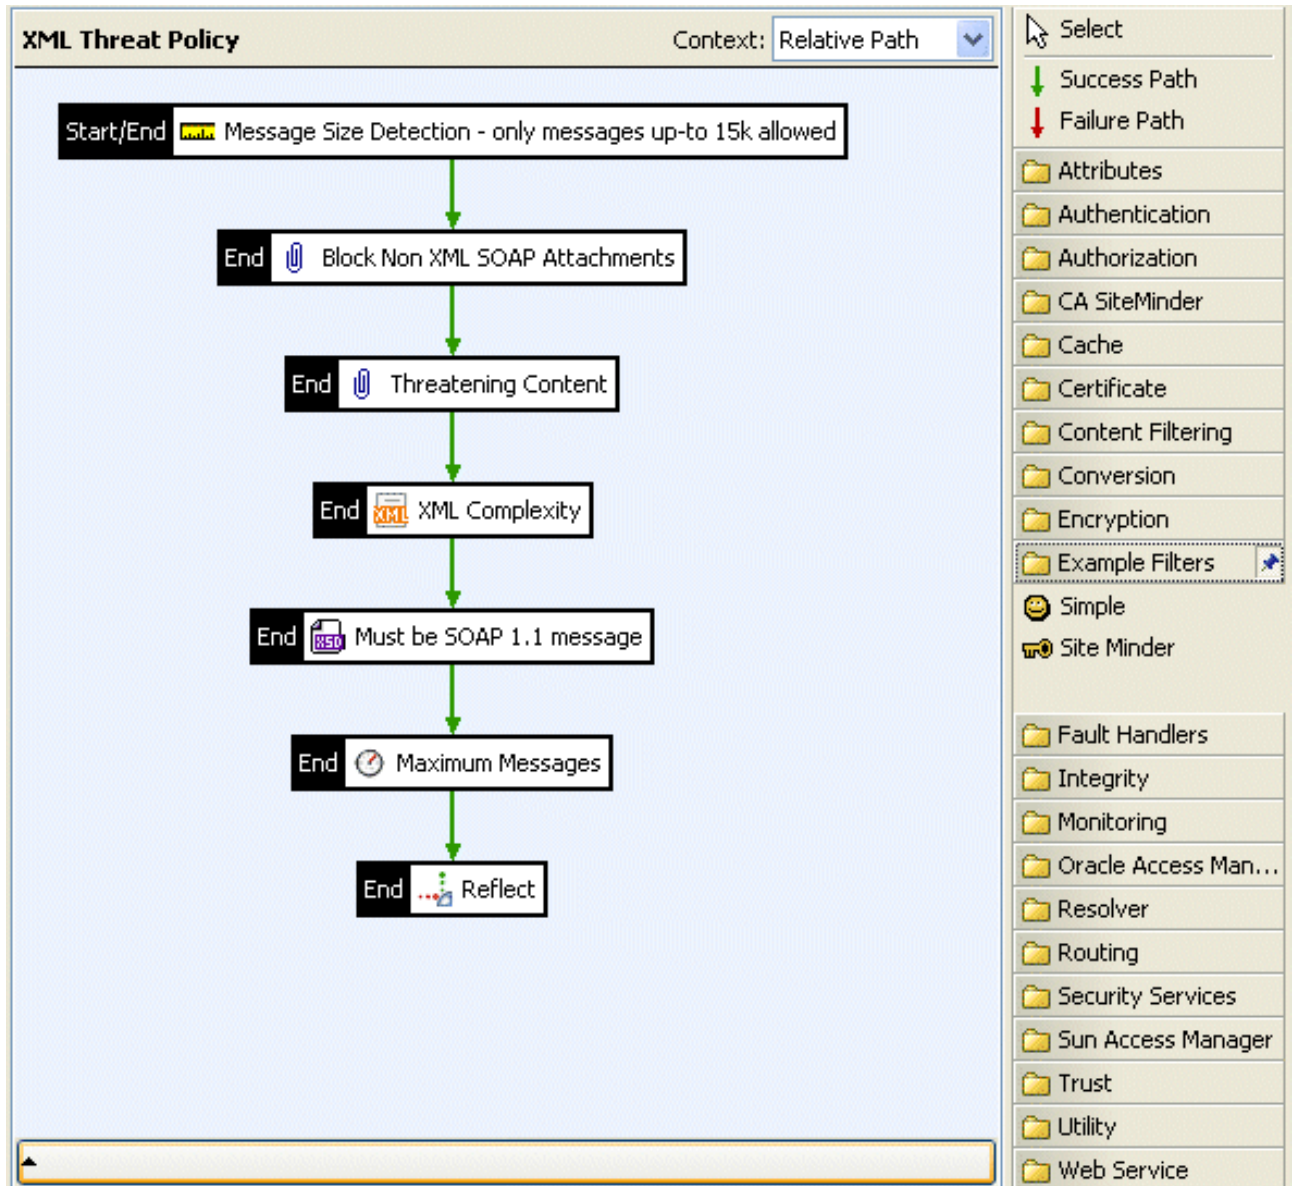 XML Threat Policy
Context: Relative Path
Start/End Message Size Detection - only messages up-to 15k allowed
End Block Non XML SOAP Attachments
End Threatening Content
End XML XML Complexity
End XSD Must be SOAP 1.1 message
End Maximum Messages
End Reflect
Select
Success Path
Failure Path
Attributes
Authentication
Authorization
CA SiteMinder
Cache
Certificate
Content Filtering
Conversion
Encryption
Example Filters
Simple
Site Minder
Fault Handlers
Integrity
Monitoring
Oracle Access Man...
Resolver
Routing
Security Services
Sun Access Manager
Trust
Utility
Web Service